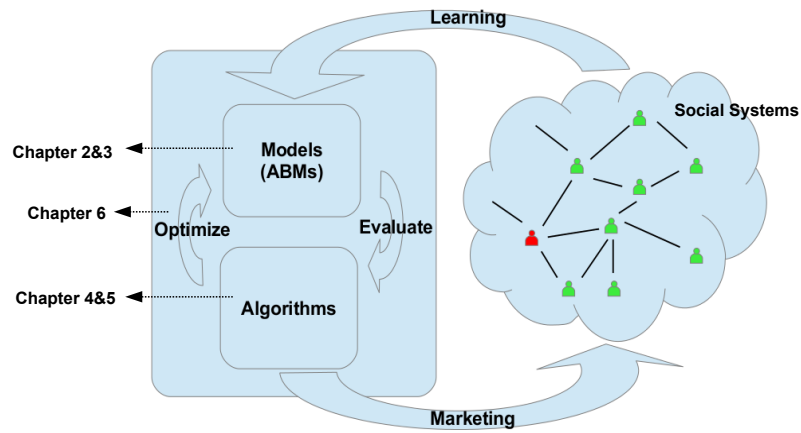 Learning
Social Systems
Chapter 2&3
Models
(ABMs)
Chapter 6
Optimize
Evaluate
Chapter 4&5
Algorithms
Marketing